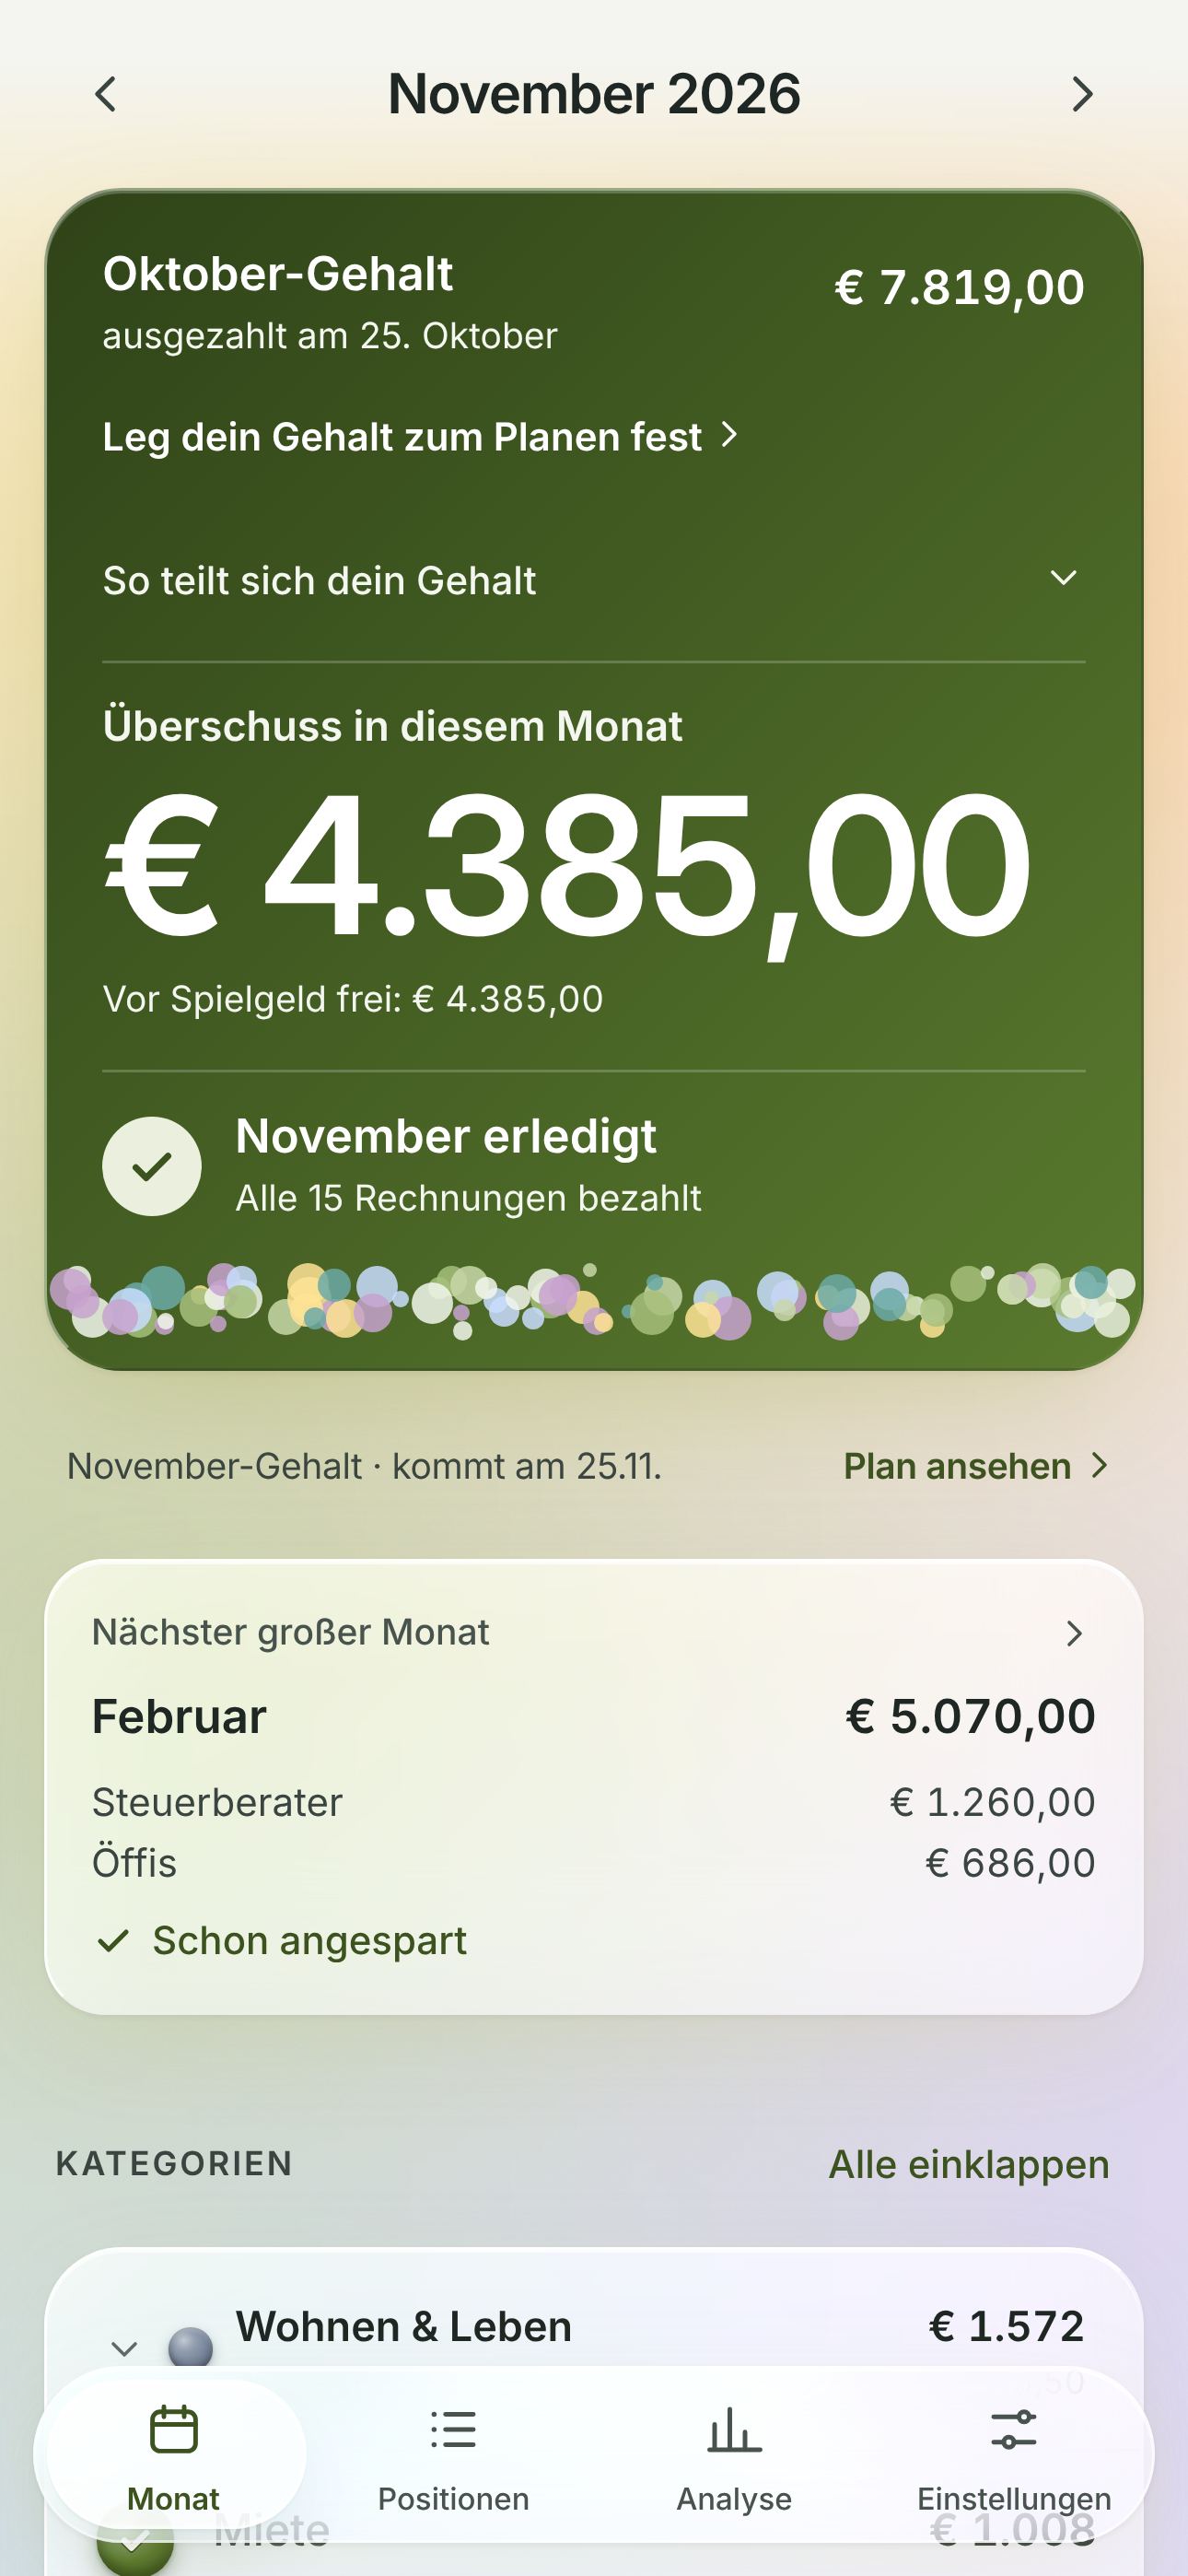 November 2026
Oktober-Gehalt
€ 7.819,00
ausgezahlt am 25. Oktober
Leg dein Gehalt zum Planen fest
So teilt sich dein Gehalt
Überschuss in diesem Monat
€ 4.385,00
Vor Spielgeld frei: € 4.385,00
November erledigt
Alle 15 Rechnungen bezahlt
November-Gehalt · kommt am 25.11.
Plan ansehen
Nächster großer Monat
Februar
€ 5.070,00
Steuerberater
€ 1.260,00
Öffis
€ 686,00
Schon angespart
KATEGORIEN
Alle einklappen
Wohnen & Leben
€ 1.572
Monat
Positionen
Analyse
Einstellungen
Miete
€ 1.008